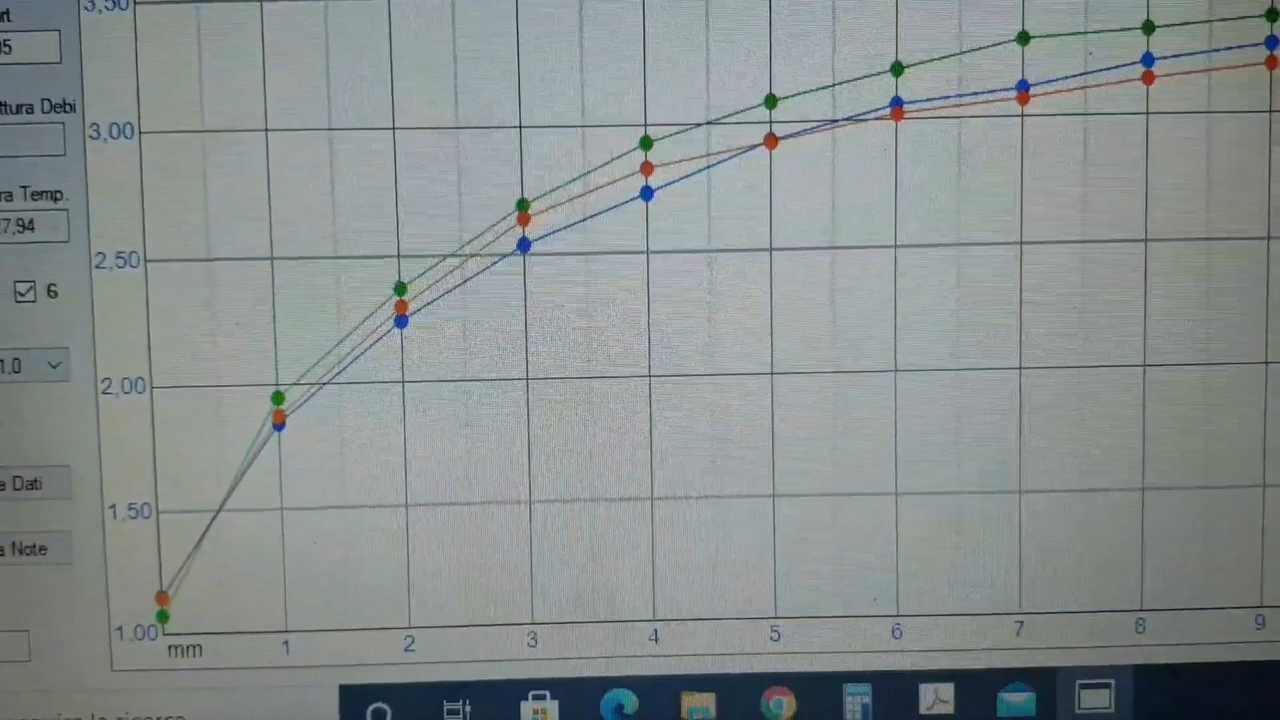 rt
3,50
5
ttura Debi
3,00
ra Temp.
7,94
2,50
6
1.0
2,00
a Dati
1,50
a Note
1.00
mm 1 2 3 4 5 6 7 8 9